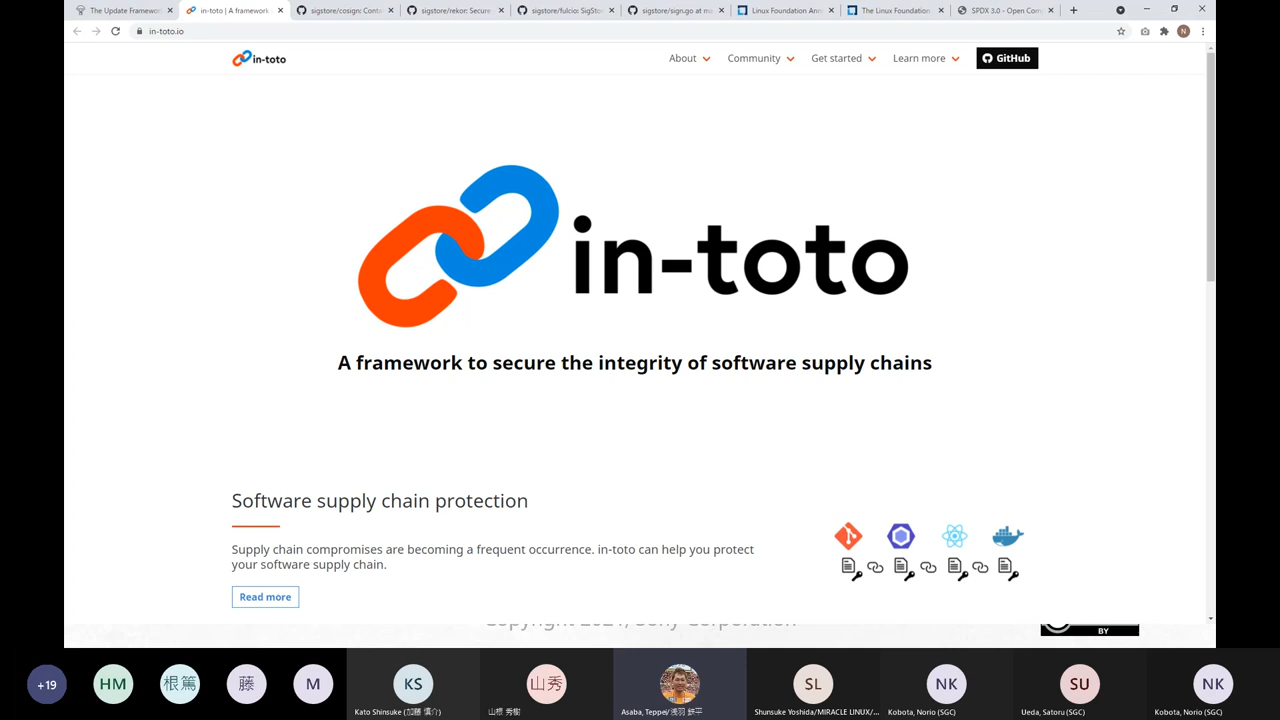 The Update Framewor
in-toto | A framework
sigstore/cosign: Conta
sigstore/rekor: Secure
sigstore/fulcio: SigStor
sigstore/sign.go at ma
Linux Foundation Ann
The Linux Foundation
SPDX 3.0 - Open Com
N
in-toto.io
in-toto
About
Community
Get started
Learn more
GitHub
in-toto
A framework to secure the integrity of software supply chains
Software supply chain protection
Supply chain compromises are becoming a frequent occurrence. in-toto can help you protect
your software supply chain.
Read more
Copyright 2021, Sony Corporation
BY
+19
HM
根篤
藤
M
KS
山秀
SL
NK
SU
NK
Kato Shinsuke (加藤 慎介)
山根 秀樹
Asaba, Teppei/浅羽 鉄平
Shunsuke Yoshida/MIRACLE LINUX/...
Kobota, Norio (SGC)
Ueda, Satoru (SGC)
Kobota, Norio (SGC)